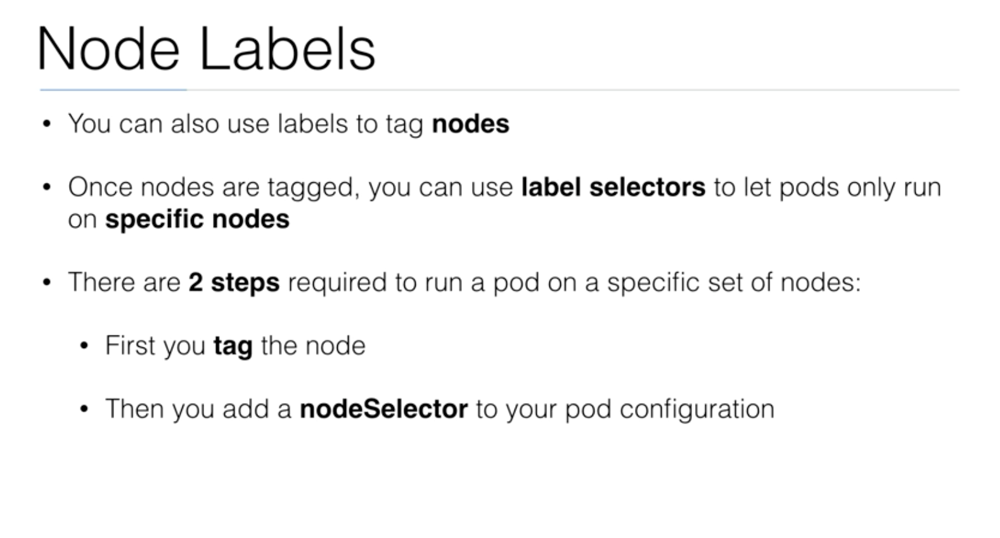 Node Labels
• You can also use labels to tag nodes
• Once nodes are tagged, you can use label selectors to let pods only run
on specific nodes
• There are 2 steps required to run a pod on a specific set of nodes:
• First you tag the node
• Then you add a nodeSelector to your pod configuration